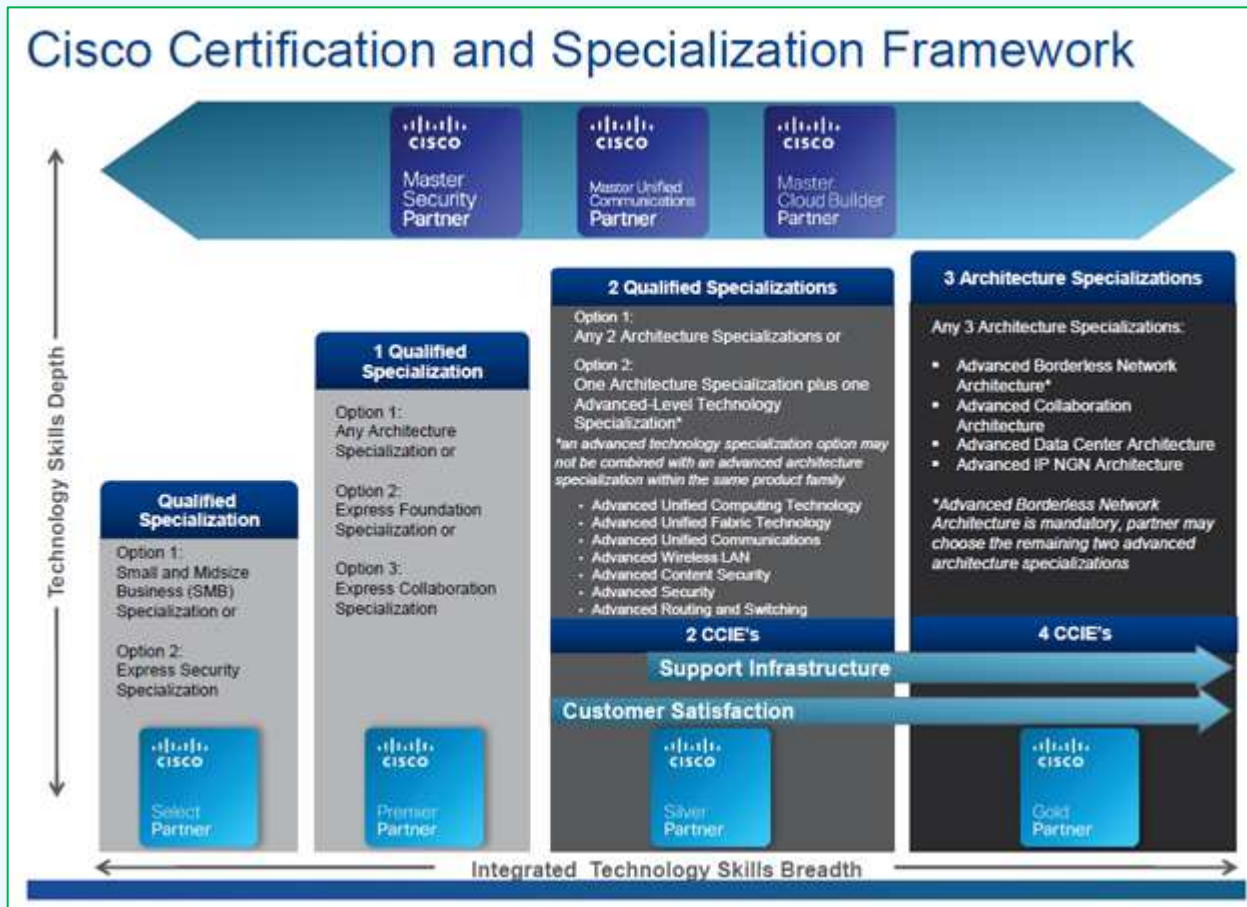 Cisco Certification and Specialization Framework
CISCO
Master
Security
Partner
CISCO
Master Unified
Communications
Partner
CISCO
Master
Cloud Builder
Partner
Technology Skills Depth
Qualified
Specialization
Option 1:
Small and Midsize
Business (SMB)
Specialization or
Option 2:
Express Security
Specialization
CISCO
Select
Partner
1 Qualified
Specialization
Option 1:
Any Architecture
Specialization or
Option 2:
Express Foundation
Specialization or
Option 3:
Express Collaboration
Specialization
CISCO
Premier
Partner
2 Qualified Specializations
Option 1:
Any 2 Architecture Specializations or
Option 2:
One Architecture Specialization plus one
Advanced-Level Technology
Specialization*
*an advanced technology specialization option may
not be combined with an advanced architecture
specialization within the same product family
- Advanced Unified Computing Technology
- Advanced Unified Fabric Technology
- Advanced Unified Communications
- Advanced Wireless LAN
- Advanced Content Security
- Advanced Security
- Advanced Routing and Switching
2 CCIE's
3 Architecture Specializations
Any 3 Architecture Specializations:
▪ Advanced Borderless Network
Architecture*
▪ Advanced Collaboration
Architecture
▪ Advanced Data Center Architecture
▪ Advanced IP NGN Architecture
*Advanced Borderless Network
Architecture is mandatory, partner may
choose the remaining two advanced
architecture specializations
4 CCIE's
Support Infrastructure
Customer Satisfaction
CISCO
Silver
Partner
CISCO
Gold
Partner
Integrated Technology Skills Breadth